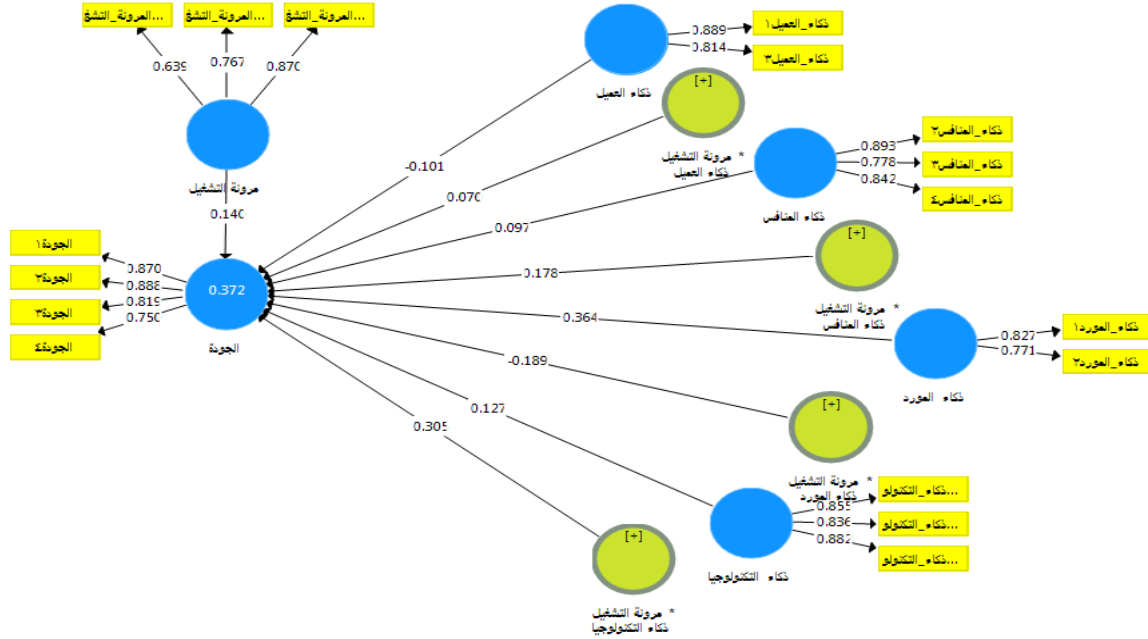 المرونة_التشغ...
المرونة_التشغ...
المرونة_التشغ...
0.639
0.767
0.870
مرونة التشغيل
0.140
الجودة١
الجودة٢
الجودة٣
الجودة٤
0.870
0.888
0.819
0.750
0.372
الجودة
0.889
0.814
ذكاء_العميل١
ذكاء_العميل٣
ذكاء العميل
-0.101
[+]
مرونة التشغيل *
ذكاء العميل
0.070
0.893
0.778
0.842
ذكاء_المنافس٢
ذكاء_المنافس٣
ذكاء_المنافس٤
ذكاء المنافس
0.097
[+]
مرونة التشغيل *
ذكاء المنافس
0.178
0.827
0.771
ذكاء_المورد١
ذكاء_المورد٢
ذكاء المورد
0.364
[+]
مرونة التشغيل *
ذكاء المورد
-0.189
0.855
0.836
0.882
ذكاء_التكنولو...
ذكاء_التكنولو...
ذكاء_التكنولو...
ذكاء التكنولوجيا
0.127
[+]
مرونة التشغيل *
ذكاء التكنولوجيا
0.305